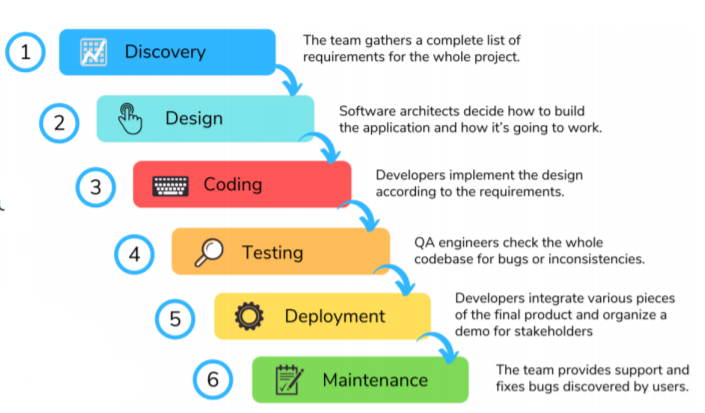 1
Discovery
The team gathers a complete list of
requirements for the whole project.
2
Design
Software architects decide how to build
the application and how it's going to work.
3
Coding
Developers implement the design
according to the requirements.
4
Testing
QA engineers check the whole
codebase for bugs or inconsistencies.
5
Deployment
Developers integrate various pieces
of the final product and organize a
demo for stakeholders
6
Maintenance
The team provides support and
fixes bugs discovered by users.